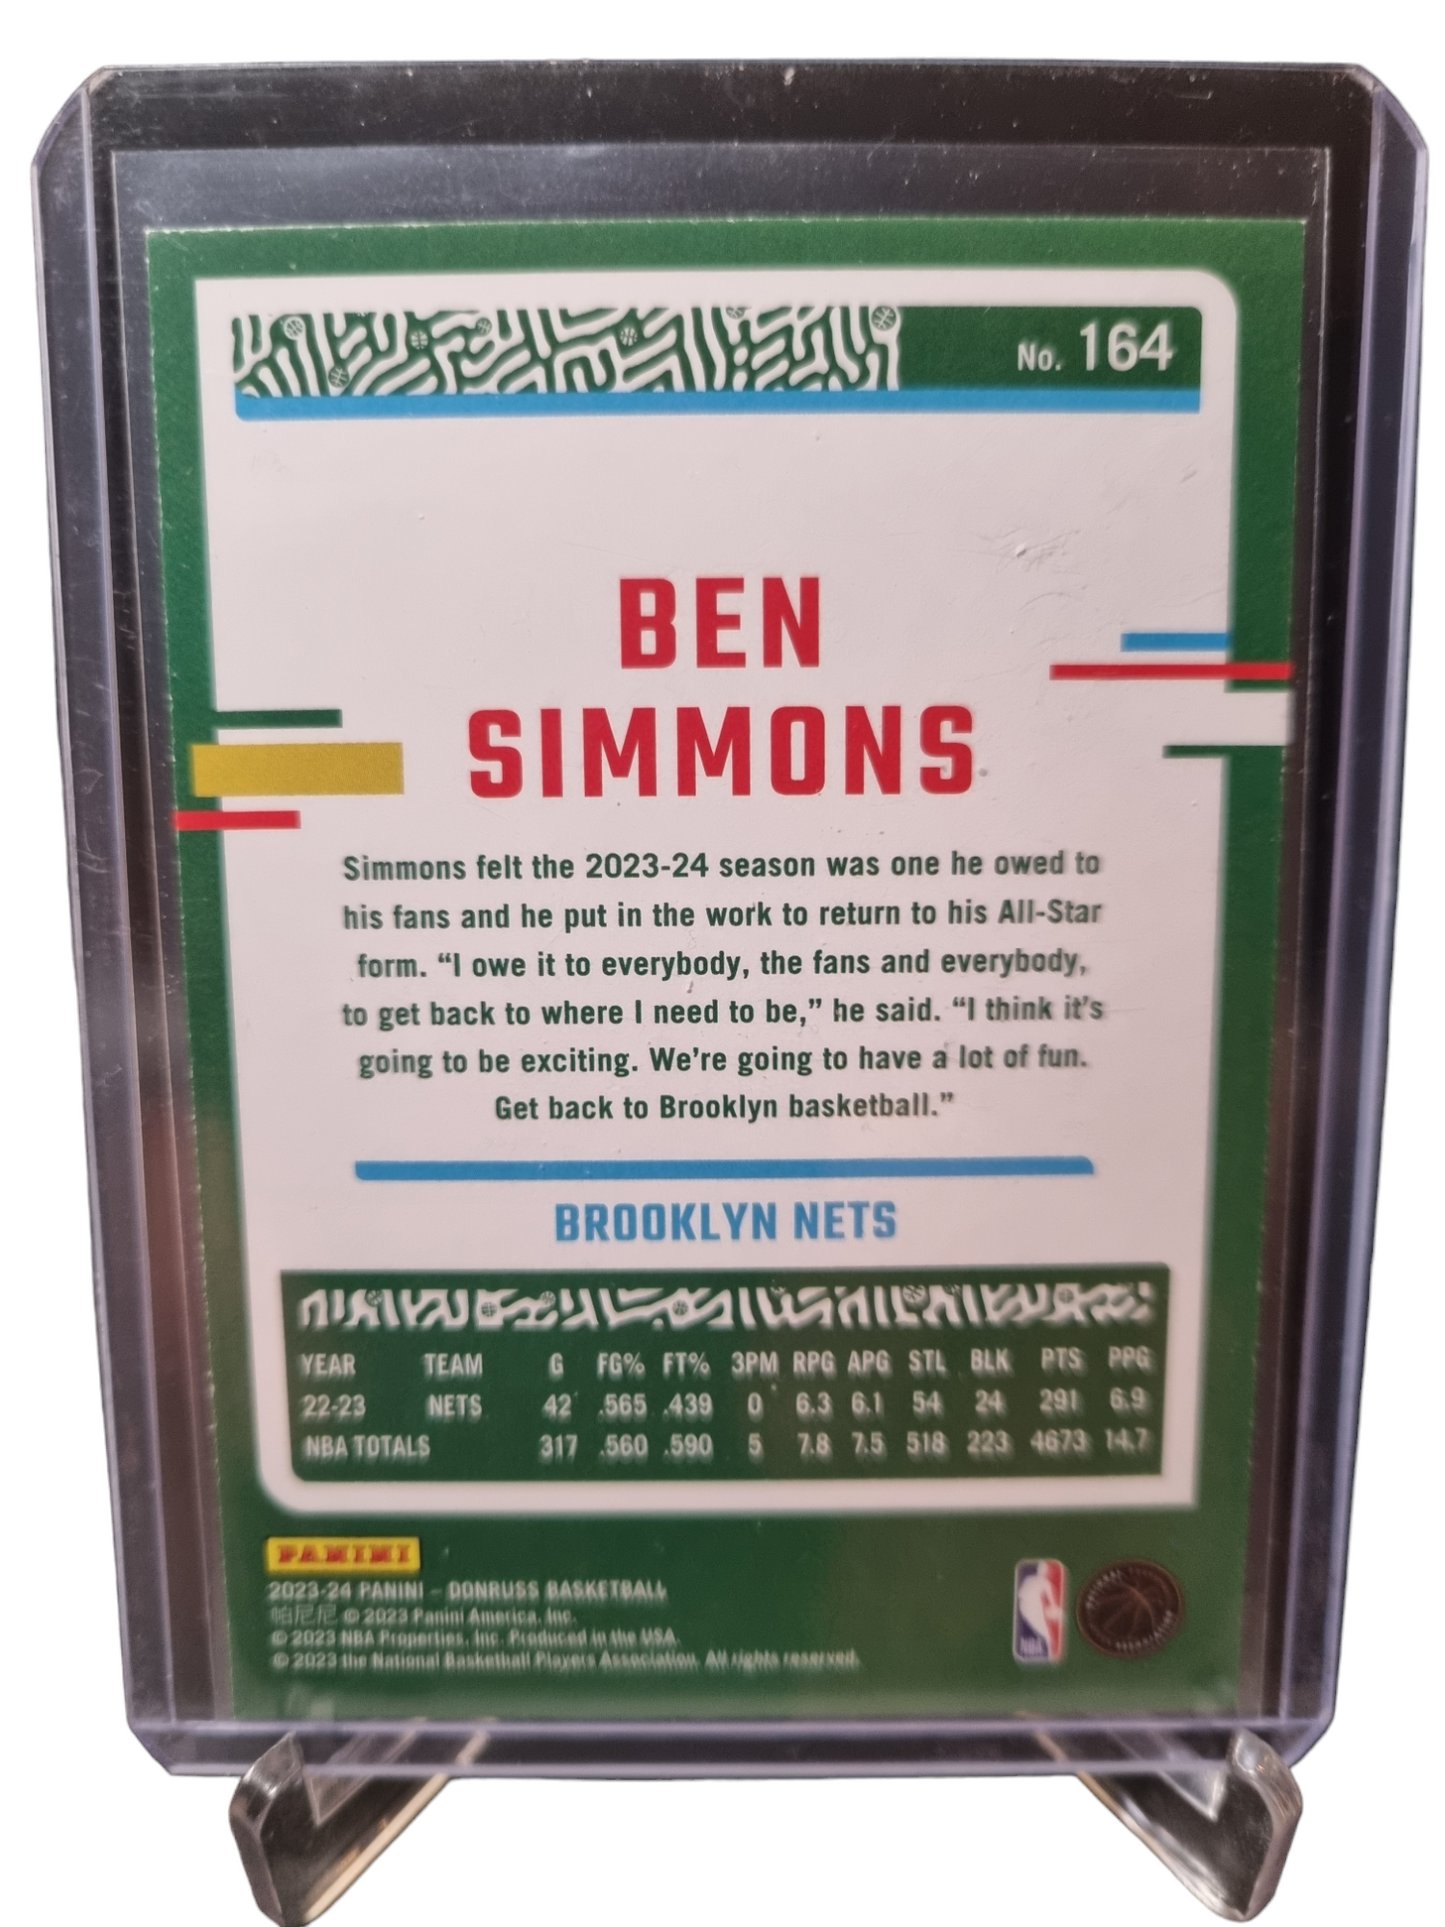 No. 164
BEN
SIMMONS
Simmons felt the 2023-24 season was one he owed to
his fans and he put in the work to return to his All-Star
form. “I owe it to everybody, the fans and everybody,
to get back to where I need to be,” he said. “I think it's
going to be exciting. We’re going to have a lot of fun.
Get back to Brooklyn basketball.”
BROOKLYN NETS
YEAR TEAM G FG% FT% 3PM RPG APG STL BLK PTS PPG
22-23 NETS 42 .565 .439 0 6.3 6.1 54 24 291 6.9
NBA TOTALS 317 .560 .590 5 7.8 7.5 518 223 4673 14.7
PANINI
2023-24 PANINI – DONRUSS BASKETBALL
帕尼尼 © 2023 Panini America, Inc.
© 2023 NBA Properties, Inc. Produced in the USA.
© 2023 the National Basketball Players Association. All rights reserved.
NBA